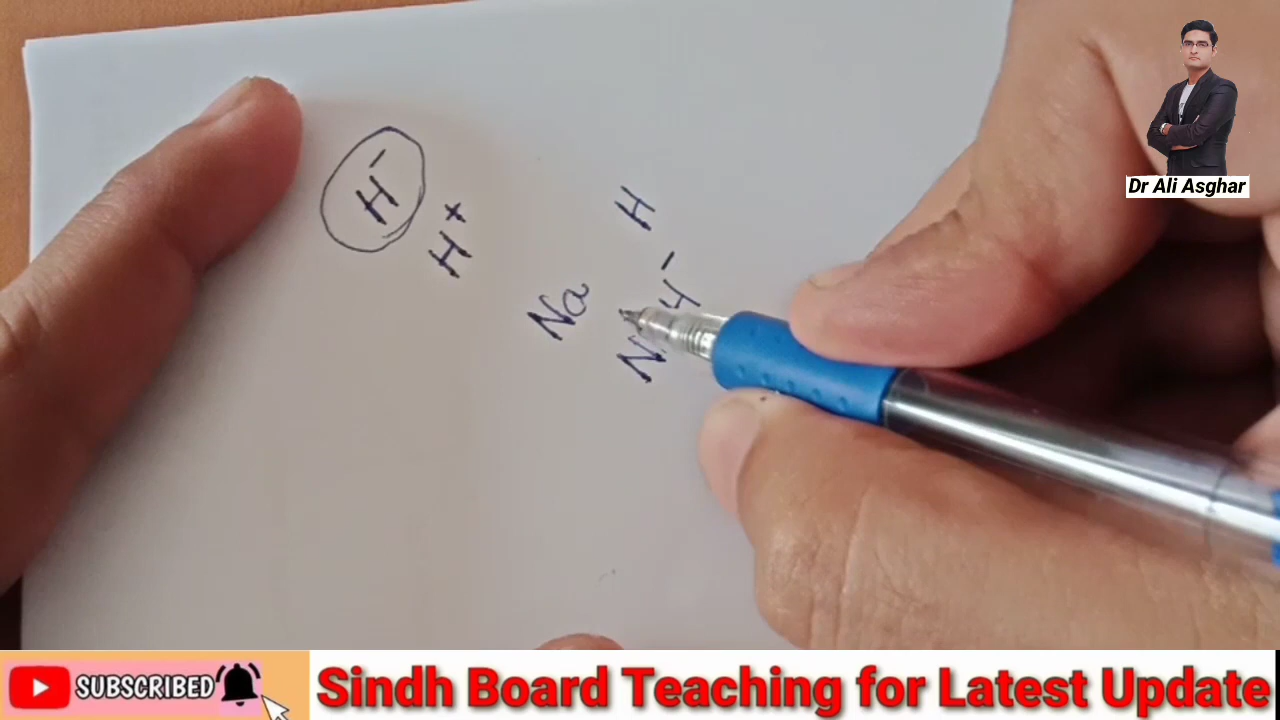 H⁻
H⁺
Na H
N H⁻
Dr Ali Asghar
SUBSCRIBED
Sindh Board Teaching for Latest Update